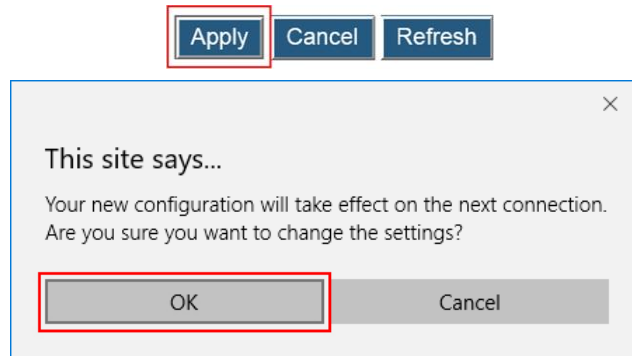 Apply Cancel Refresh
This site says...
Your new configuration will take effect on the next connection.
Are you sure you want to change the settings?
OK Cancel